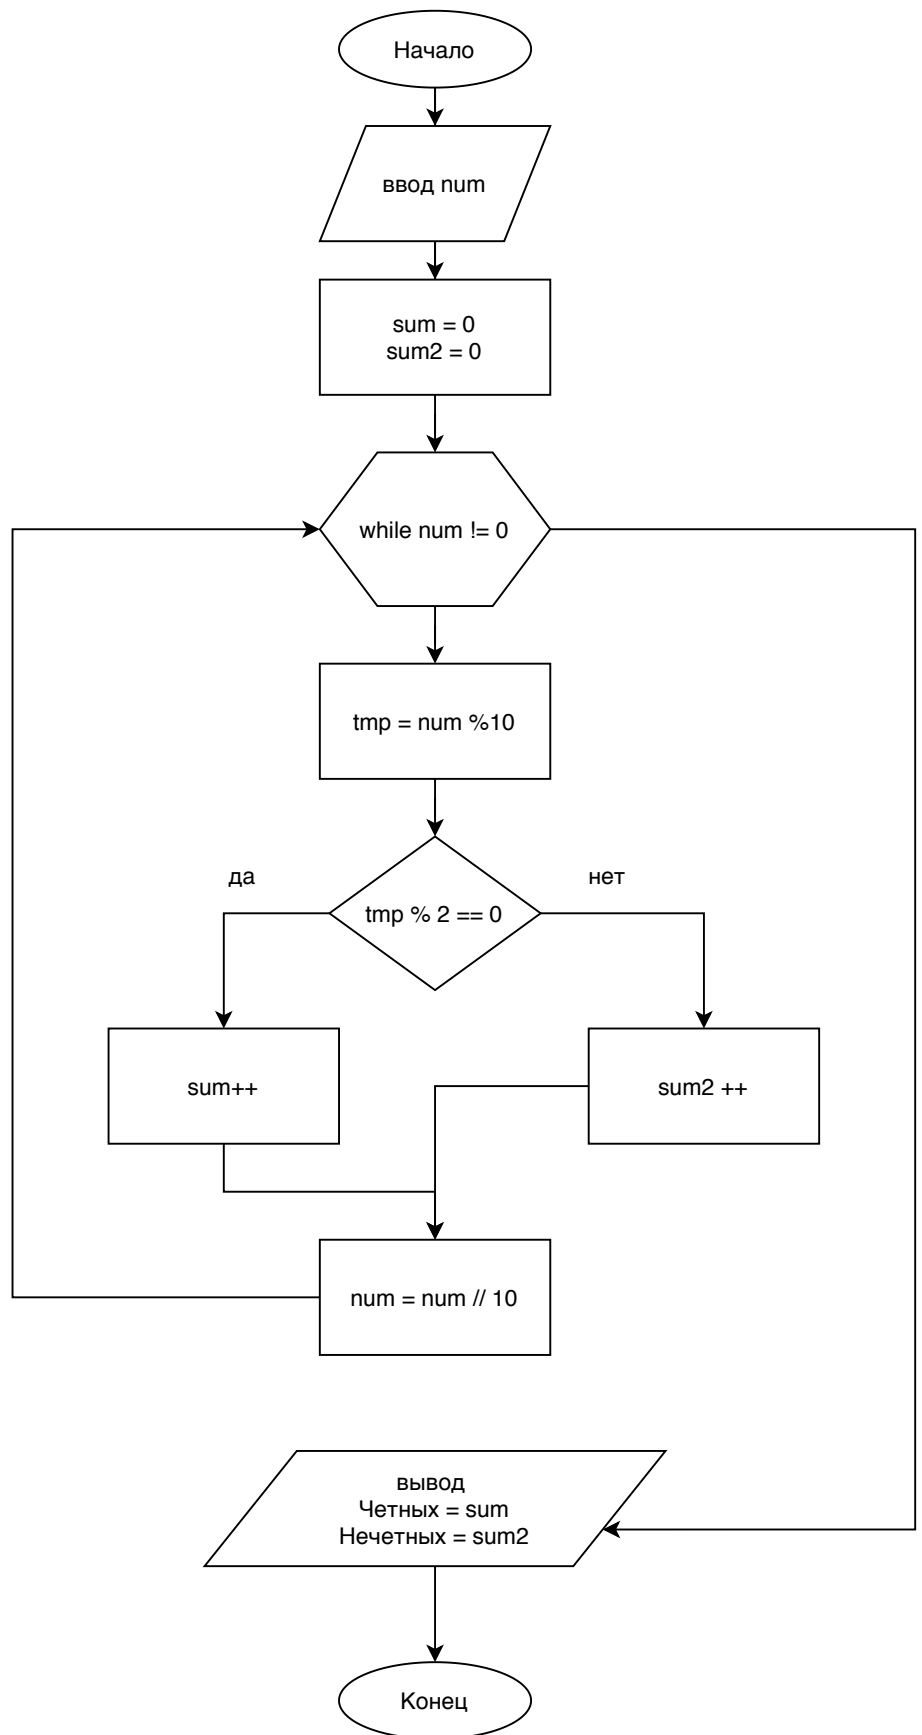 Начало
ввод num
sum = 0
sum2 = 0
while num != 0
tmp = num %10
да
нет
tmp % 2 == 0
sum++
sum2 ++
num = num // 10
вывод
Четных = sum
Нечетных = sum2
Конец